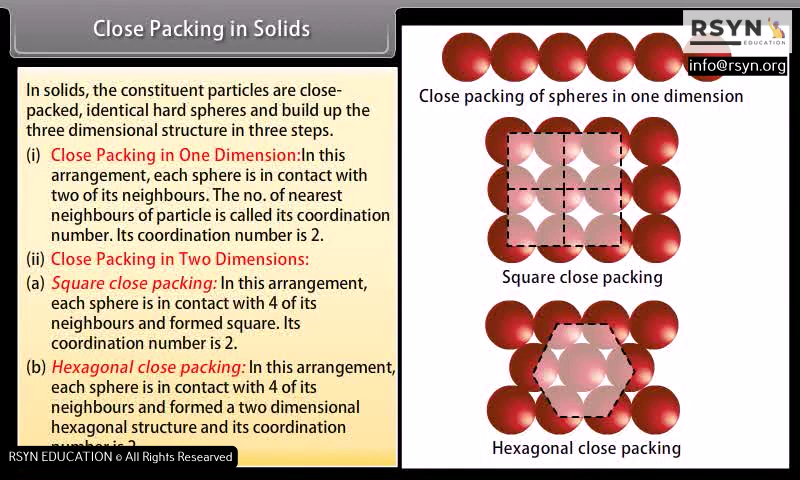 Close Packing in Solids
RSYN
EDUCATION
info@rsyn.org
In solids, the constituent particles are close-
packed, identical hard spheres and build up the
three dimensional structure in three steps.
(i) Close Packing in One Dimension:In this
arrangement, each sphere is in contact with
two of its neighbours. The no. of nearest
neighbours of particle is called its coordination
number. Its coordination number is 2.
(ii) Close Packing in Two Dimensions:
(a) Square close packing: In this arrangement,
each sphere is in contact with 4 of its
neighbours and formed square. Its
coordination number is 2.
(b) Hexagonal close packing: In this arrangement,
each sphere is in contact with 4 of its
neighbours and formed a two dimensional
hexagonal structure and its coordination
RSYN EDUCATION © All Rights Researved
Close packing of spheres in one dimension
Square close packing
Hexagonal close packing